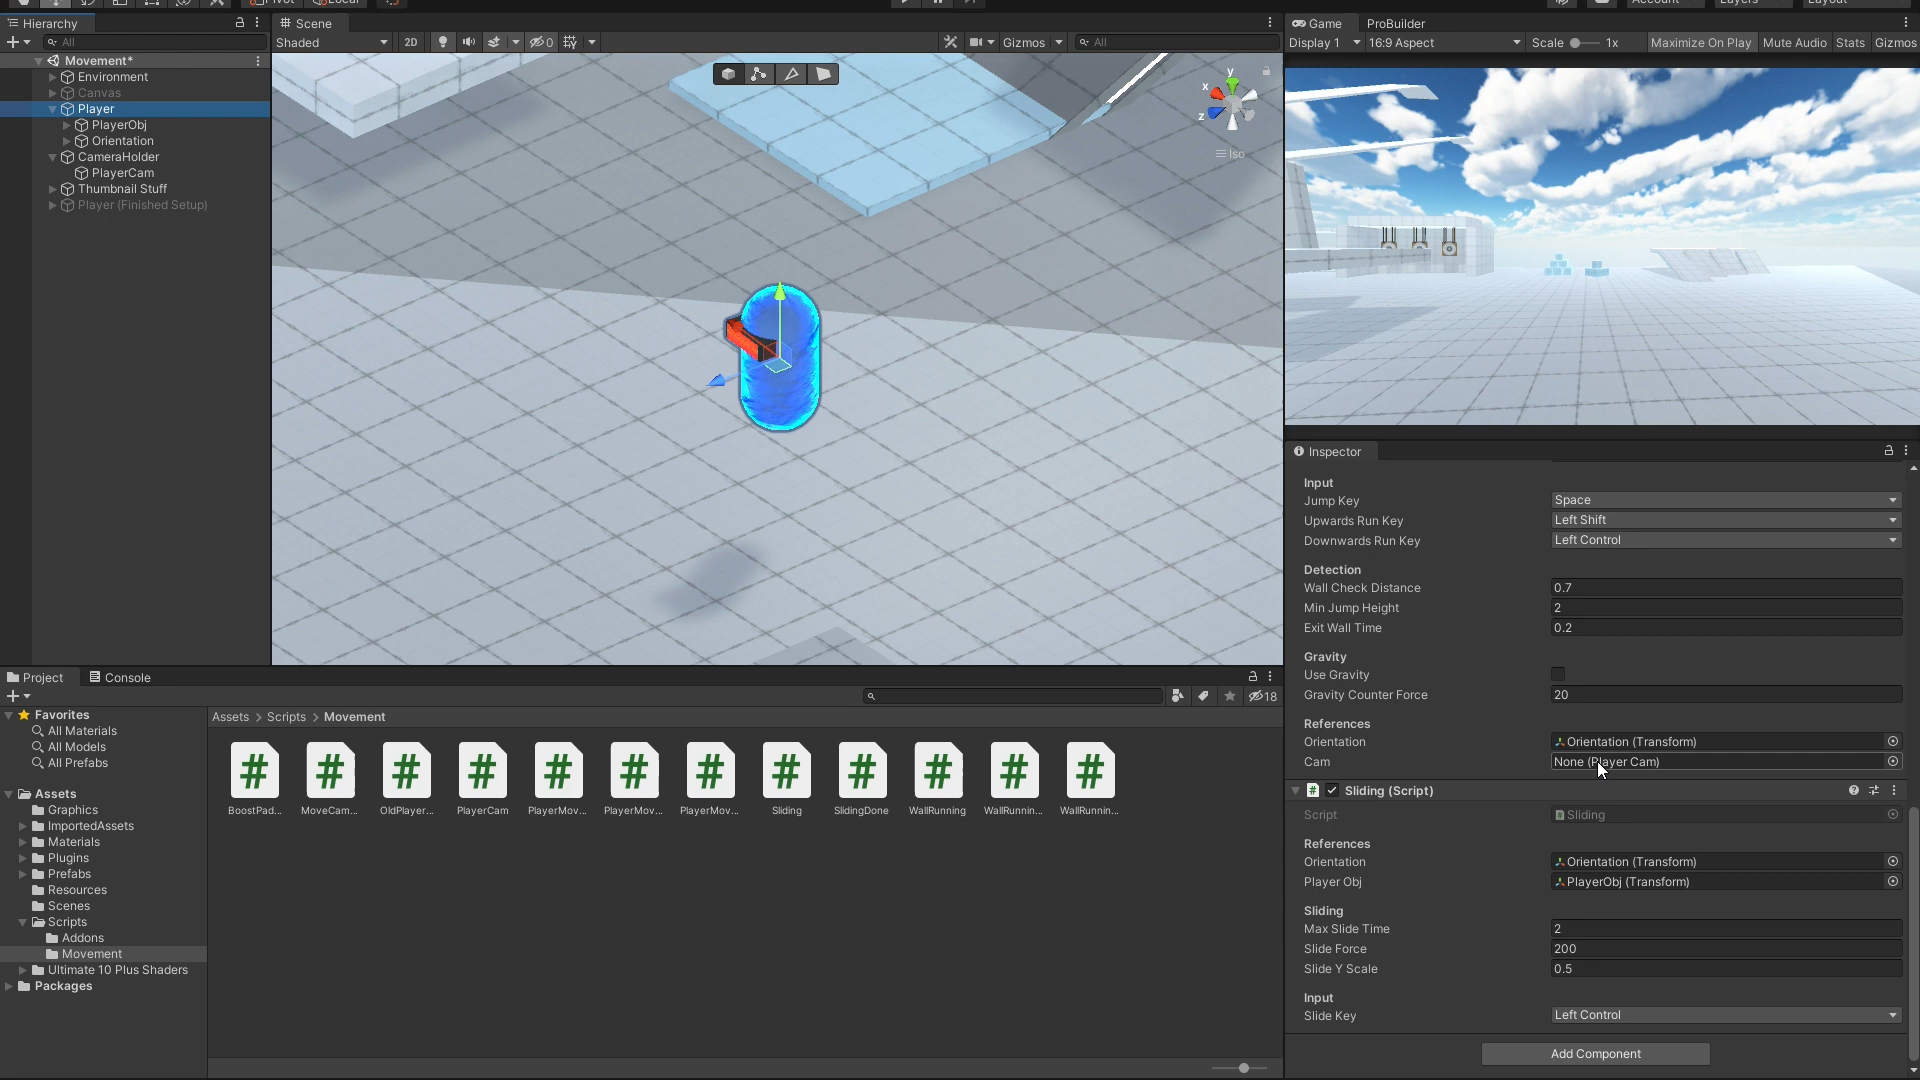 Pivot
Local
Account
Layers
Layout
Hierarchy
All
Movement*
Environment
Canvas
Player
PlayerObj
Orientation
CameraHolder
PlayerCam
Thumbnail Stuff
Player (Finished Setup)
Scene
Shaded
2D
0
Gizmos
All
y
x
z
Iso
Game
ProBuilder
Display 1
16:9 Aspect
Scale
1x
Maximize On Play
Mute Audio
Stats
Gizmos
Inspector
Input
Jump Key
Space
Upwards Run Key
Left Shift
Downwards Run Key
Left Control
Detection
Wall Check Distance
0.7
Min Jump Height
2
Exit Wall Time
0.2
Gravity
Use Gravity
Gravity Counter Force
20
References
Orientation
Orientation (Transform)
Cam
None (Player Cam)
# Sliding (Script)
Script
Sliding
References
Orientation
Orientation (Transform)
Player Obj
PlayerObj (Transform)
Sliding
Max Slide Time
2
Slide Force
200
Slide Y Scale
0.5
Input
Slide Key
Left Control
Add Component
Project
Console
18
Favorites
All Materials
All Models
All Prefabs
Assets
Graphics
ImportedAssets
Materials
Plugins
Prefabs
Resources
Scenes
Scripts
Addons
Movement
Ultimate 10 Plus Shaders
Packages
Assets > Scripts > Movement
# # # # # # # # # # # #
BoostPad...
MoveCam...
OldPlayer...
PlayerCam
PlayerMov...
PlayerMov...
PlayerMov...
Sliding
SlidingDone
WallRunning
WallRunnin...
WallRunnin...